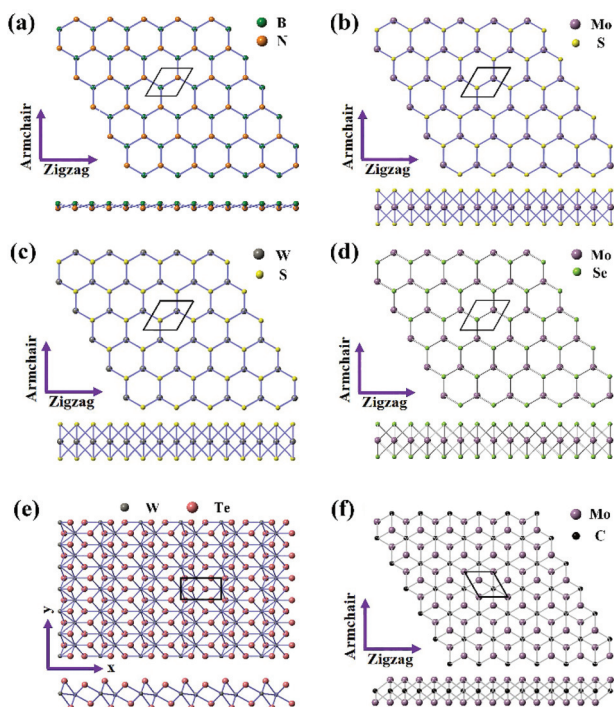 (a)
B
N
Armchair
Zigzag
(b)
Mo
S
Armchair
Zigzag
(c)
W
S
Armchair
Zigzag
(d)
Mo
Se
Armchair
Zigzag
(e)
W
Te
y
x
(f)
Mo
C
Armchair
Zigzag